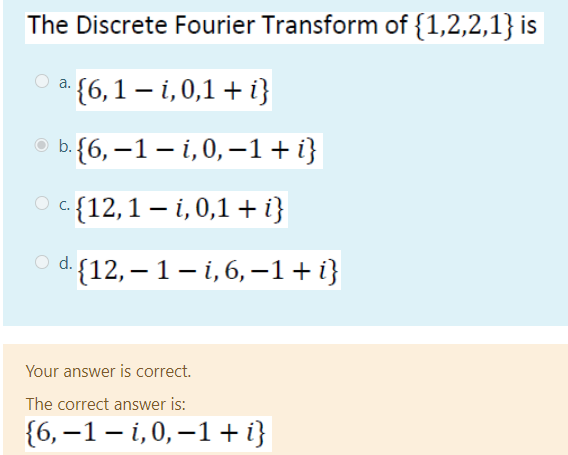 The Discrete Fourier Transform of {1,2,2,1} is
a. {6, 1 − i, 0,1 + i}
b. {6, −1 − i, 0, −1 + i}
c. {12, 1 − i, 0,1 + i}
d. {12, − 1 − i, 6, −1 + i}
Your answer is correct.
The correct answer is:
{6, −1 − i, 0, −1 + i}